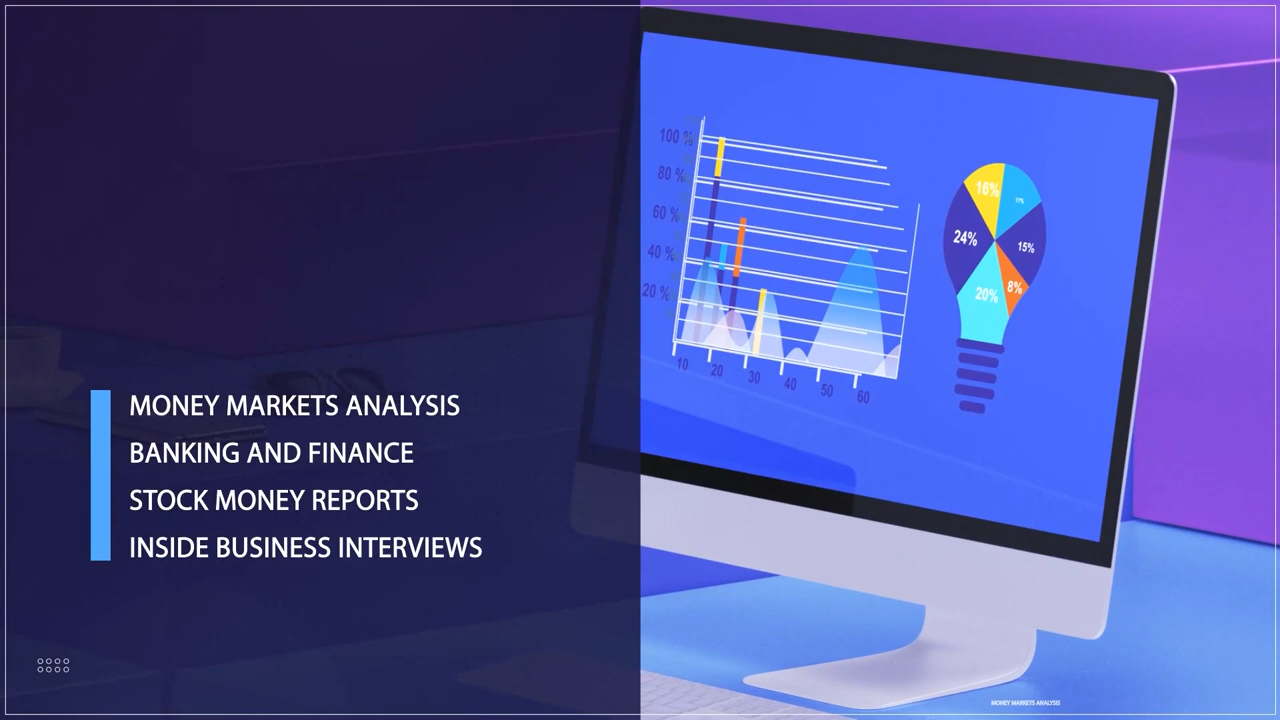 MONEY MARKETS ANALYSIS
BANKING AND FINANCE
STOCK MONEY REPORTS
INSIDE BUSINESS INTERVIEWS
100 %
80 %
60 %
40 %
20 %
10 20 30 40 50 60
16%
17%
24%
15%
20%
8%
MONEY MARKETS ANALYSIS